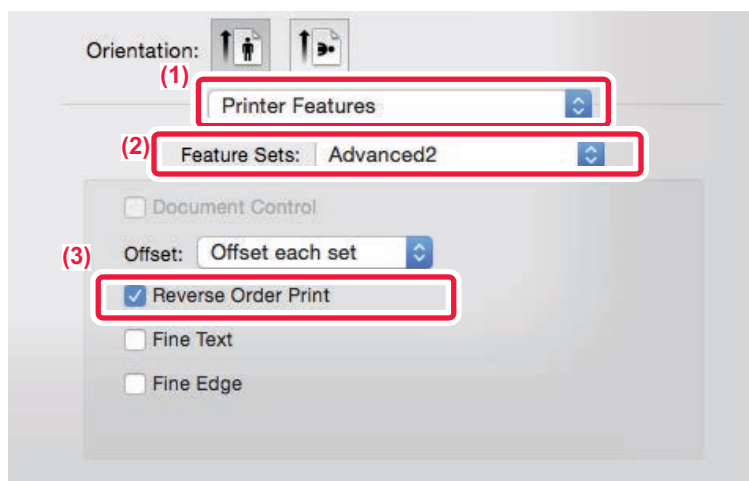 Orientation:
(1)
Printer Features
(2)
Feature Sets: Advanced2
Document Control
(3)
Offset: Offset each set
Reverse Order Print
Fine Text
Fine Edge